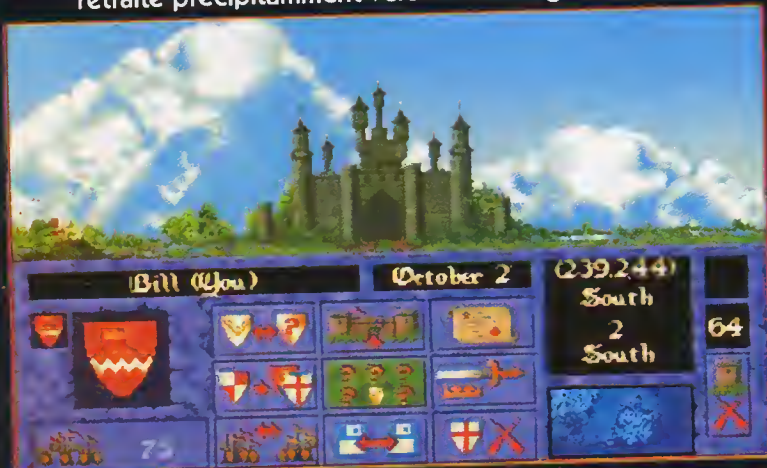 retraite précipitamment
Bill (You)
October 2
(239,244)
South
2
South
64
75